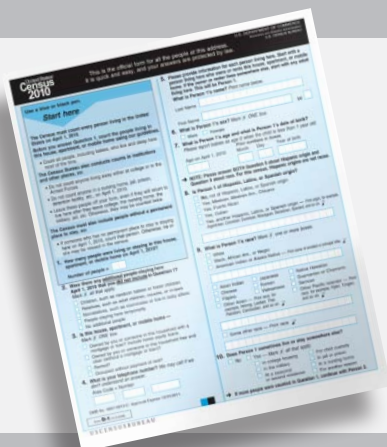 U.S. DEPARTMENT OF COMMERCE
U.S. CENSUS BUREAU
United States
Census
2010
This is the official form for all the people at this address.
It is quick and easy, and your answers are protected by law.
Use a blue or black pen.
Start here
The Census must count every person living in the United
States on April 1, 2010.
Before you answer Question 1, count the people living in
this house, apartment, or mobile home using our guidelines.
• Count all people, including babies, who live and sleep here
most of the time.
The Census Bureau also conducts counts in institutions
and other places, so:
• Do not count anyone living away either at college or in the
Armed Forces.
• Do not count anyone in a nursing home, jail, prison,
detention facility, etc., on April 1, 2010.
• Leave these people off your form, even if they will return to
live here after they leave college, the nursing home, the
military, jail, etc. Otherwise, they may be counted twice.
The Census must also include people without a permanent
place to stay, so:
• If someone who has no permanent place to stay is staying
here on April 1, 2010, count that person.
1. How many people were living or staying in this house,
apartment, or mobile home on April 1, 2010?
Number of people =
2. Were there any additional people staying here
April 1, 2010 that you did not include in Question 1?
Mark X all that apply.
Children, such as newborn babies or foster children
Relatives, such as adult children, cousins, or in-laws
Nonrelatives, such as roommates or live-in baby sitters
People staying here temporarily
No additional people
3. Is this house, apartment, or mobile home —
Mark X ONE box.
Owned by you or someone in this household with a
mortgage or loan? Include home equity loans.
Owned by you or someone in this household free and
clear (without a mortgage or loan)?
Rented?
Occupied without payment of rent?
4. What is your telephone number? We may call if we
don't understand an answer.
Area Code + Number
5. Please provide information for each person living here. Start with a
person living here who owns or rents this house, apartment, or mobile
home. If the owner or renter lives somewhere else, start with any adult
living here. This will be Person 1.
What is Person 1's name? Print name below.
Last Name
First Name
MI
6. What is Person 1's sex? Mark X ONE box.
Male
Female
7. What is Person 1's age and what is Person 1's date of birth?
Please report babies as age 0 when the child is less than 1 year old.
Age on April 1, 2010
Month
Day
Year of birth
→ NOTE: Please answer BOTH Question 8 about Hispanic origin and
Question 9 about race. For this census, Hispanic origins are not races.
8. Is Person 1 of Hispanic, Latino, or Spanish origin?
No, not of Hispanic, Latino, or Spanish origin
Yes, Mexican, Mexican Am., Chicano
Yes, Puerto Rican
Yes, Cuban
Yes, another Hispanic, Latino, or Spanish origin
9. What is Person 1's race? Mark X one or more boxes.
White
Black, African Am., or Negro
American Indian or Alaska Native
Asian Indian
Chinese
Filipino
Japanese
Korean
Vietnamese
Native Hawaiian
Guamanian or Chamorro
Samoan
Some other race — Print race.
10. Does Person 1 sometimes live or stay somewhere else?
No
Yes — Mark X all that apply.
In college housing
In the military
For child custody
In jail or prison
In a nursing home
For another reason
→ If more people were counted in Question 1, continue with Person 2.
USCENSUSBUREAU